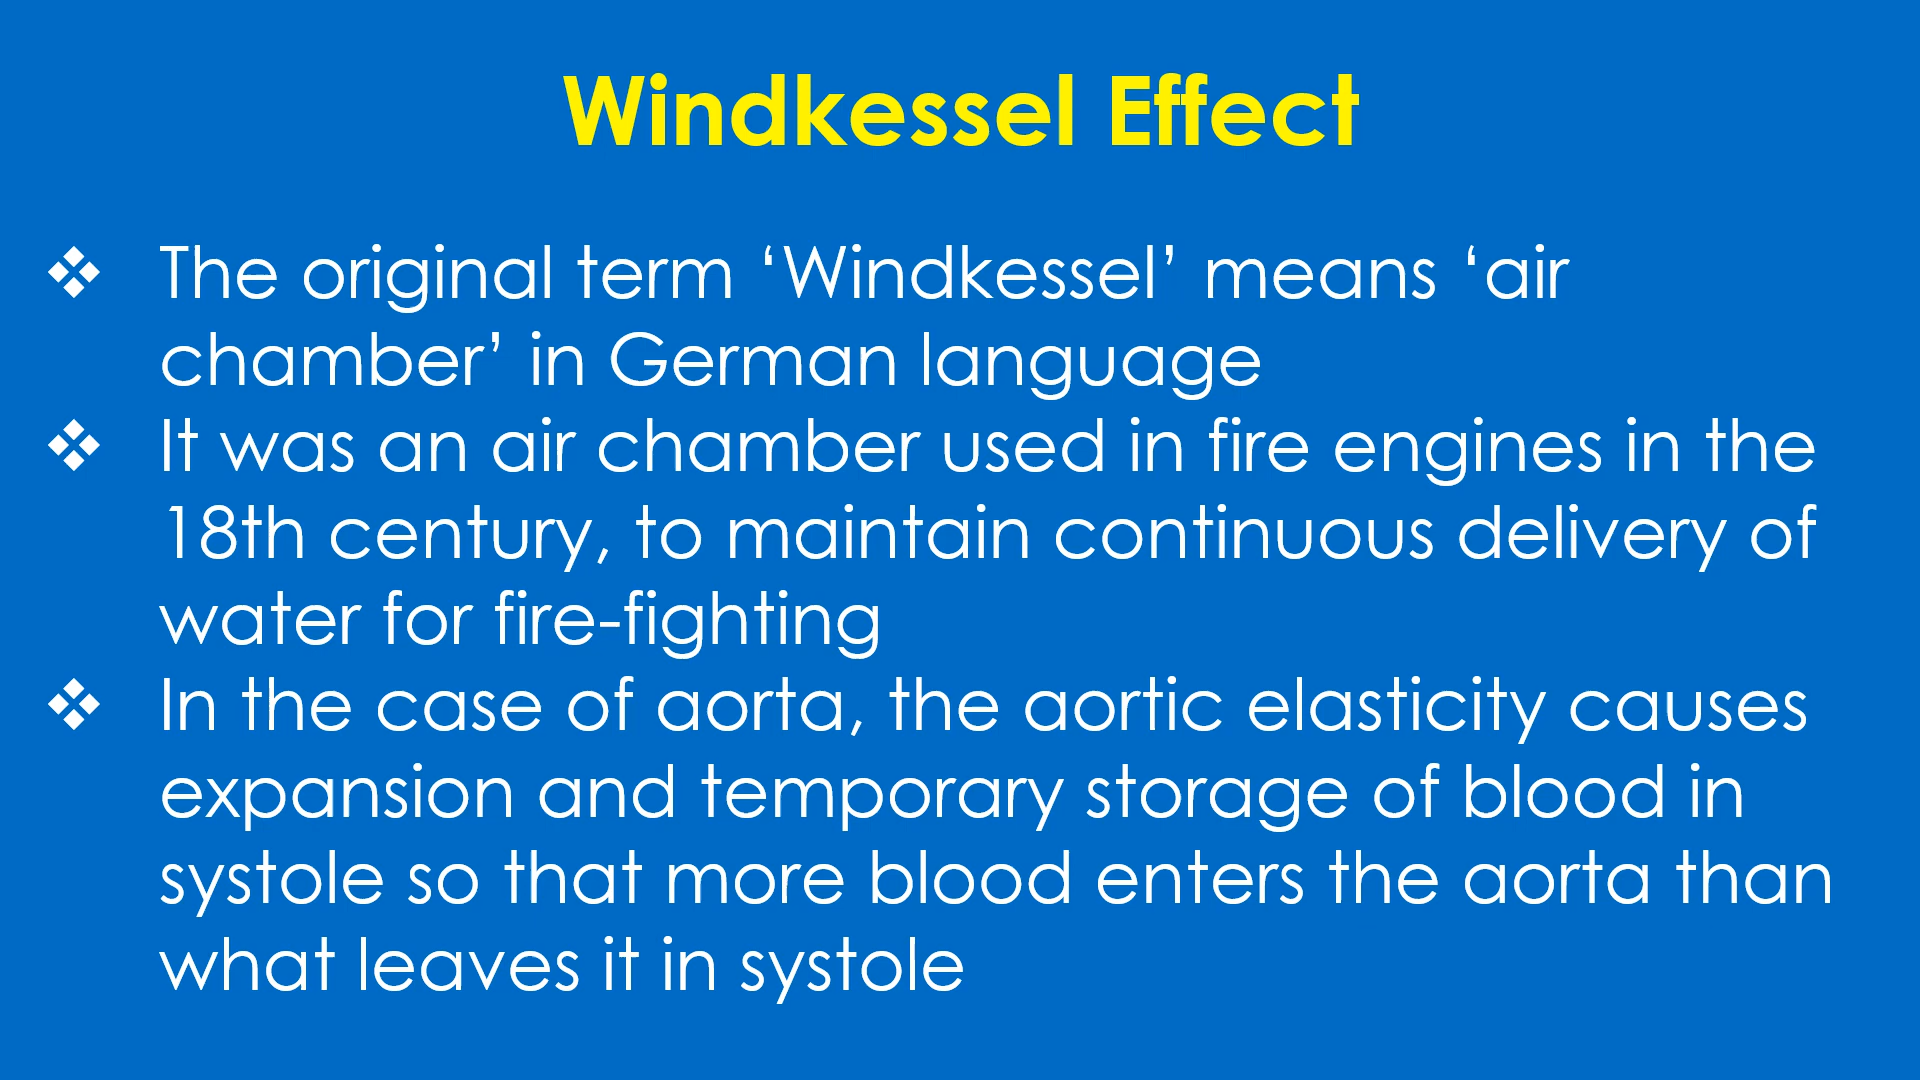 Windkessel Effect
❖ The original term ‘Windkessel’ means ‘air
chamber’ in German language
❖ It was an air chamber used in fire engines in the
18th century, to maintain continuous delivery of
water for fire-fighting
❖ In the case of aorta, the aortic elasticity causes
expansion and temporary storage of blood in
systole so that more blood enters the aorta than
what leaves it in systole